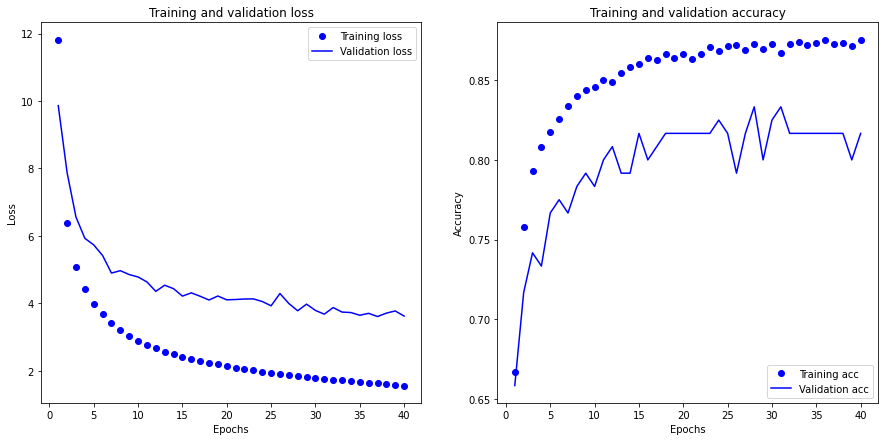 Training and validation loss
12
10
8
6
4
2
Loss
Training loss
Validation loss
0 5 10 15 20 25 30 35 40
Epochs
Training and validation accuracy
0.85
0.80
0.75
0.70
0.65
Accuracy
Training acc
Validation acc
0 5 10 15 20 25 30 35 40
Epochs